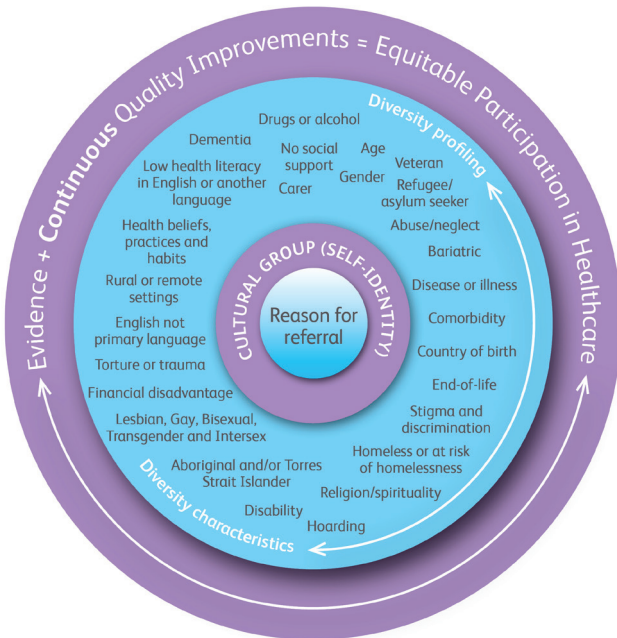 Evidence + Continuous Quality Improvements = Equitable Participation in Healthcare
Diversity profiling
Drugs or alcohol
Dementia
No social
support
Age
Veteran
Low health literacy
in English or another
language
Carer
Gender
Refugee/
asylum seeker
Abuse/neglect
Health beliefs,
practices and
habits
Bariatric
Rural or remote
settings
Disease or illness
CULTURAL GROUP (SELF-IDENTITY)
Reason for
referral
English not
primary language
Comorbidity
Torture or trauma
Country of birth
Financial disadvantage
End-of-life
Lesbian, Gay, Bisexual,
Transgender and Intersex
Stigma and
discrimination
Aboriginal and/or Torres
Strait Islander
Homeless or at risk
of homelessness
Religion/spirituality
Disability
Hoarding
Diversity characteristics